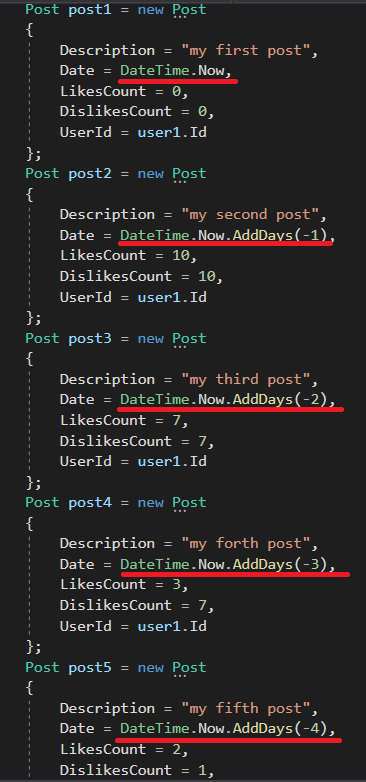 Post post1 = new Post
{
Description = "my first post",
Date = DateTime.Now,
LikesCount = 0,
DislikesCount = 0,
UserId = user1.Id
};
Post post2 = new Post
{
Description = "my second post",
Date = DateTime.Now.AddDays(-1),
LikesCount = 10,
DislikesCount = 10,
UserId = user1.Id
};
Post post3 = new Post
{
Description = "my third post",
Date = DateTime.Now.AddDays(-2),
LikesCount = 7,
DislikesCount = 7,
UserId = user1.Id
};
Post post4 = new Post
{
Description = "my forth post",
Date = DateTime.Now.AddDays(-3),
LikesCount = 3,
DislikesCount = 7,
UserId = user1.Id
};
Post post5 = new Post
{
Description = "my fifth post",
Date = DateTime.Now.AddDays(-4),
LikesCount = 2,
DislikesCount = 1,